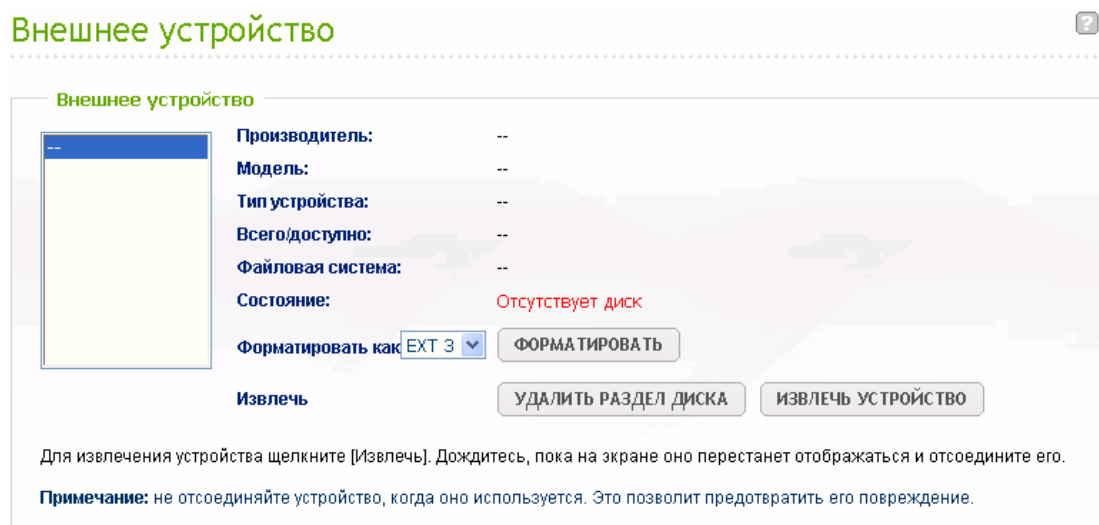 Внешнее устройство
?
Внешнее устройство
--
Производитель: --
Модель: --
Тип устройства: --
Всего/доступно: --
Файловая система: --
Состояние: Отсутствует диск
Форматировать как EXT 3 ФОРМАТИРОВАТЬ
Извлечь УДАЛИТЬ РАЗДЕЛ ДИСКА ИЗВЛЕЧЬ УСТРОЙСТВО
Для извлечения устройства щелкните [Извлечь]. Дождитесь, пока на экране оно перестанет отображаться и отсоедините его.
Примечание: не отсоединяйте устройство, когда оно используется. Это позволит предотвратить его повреждение.